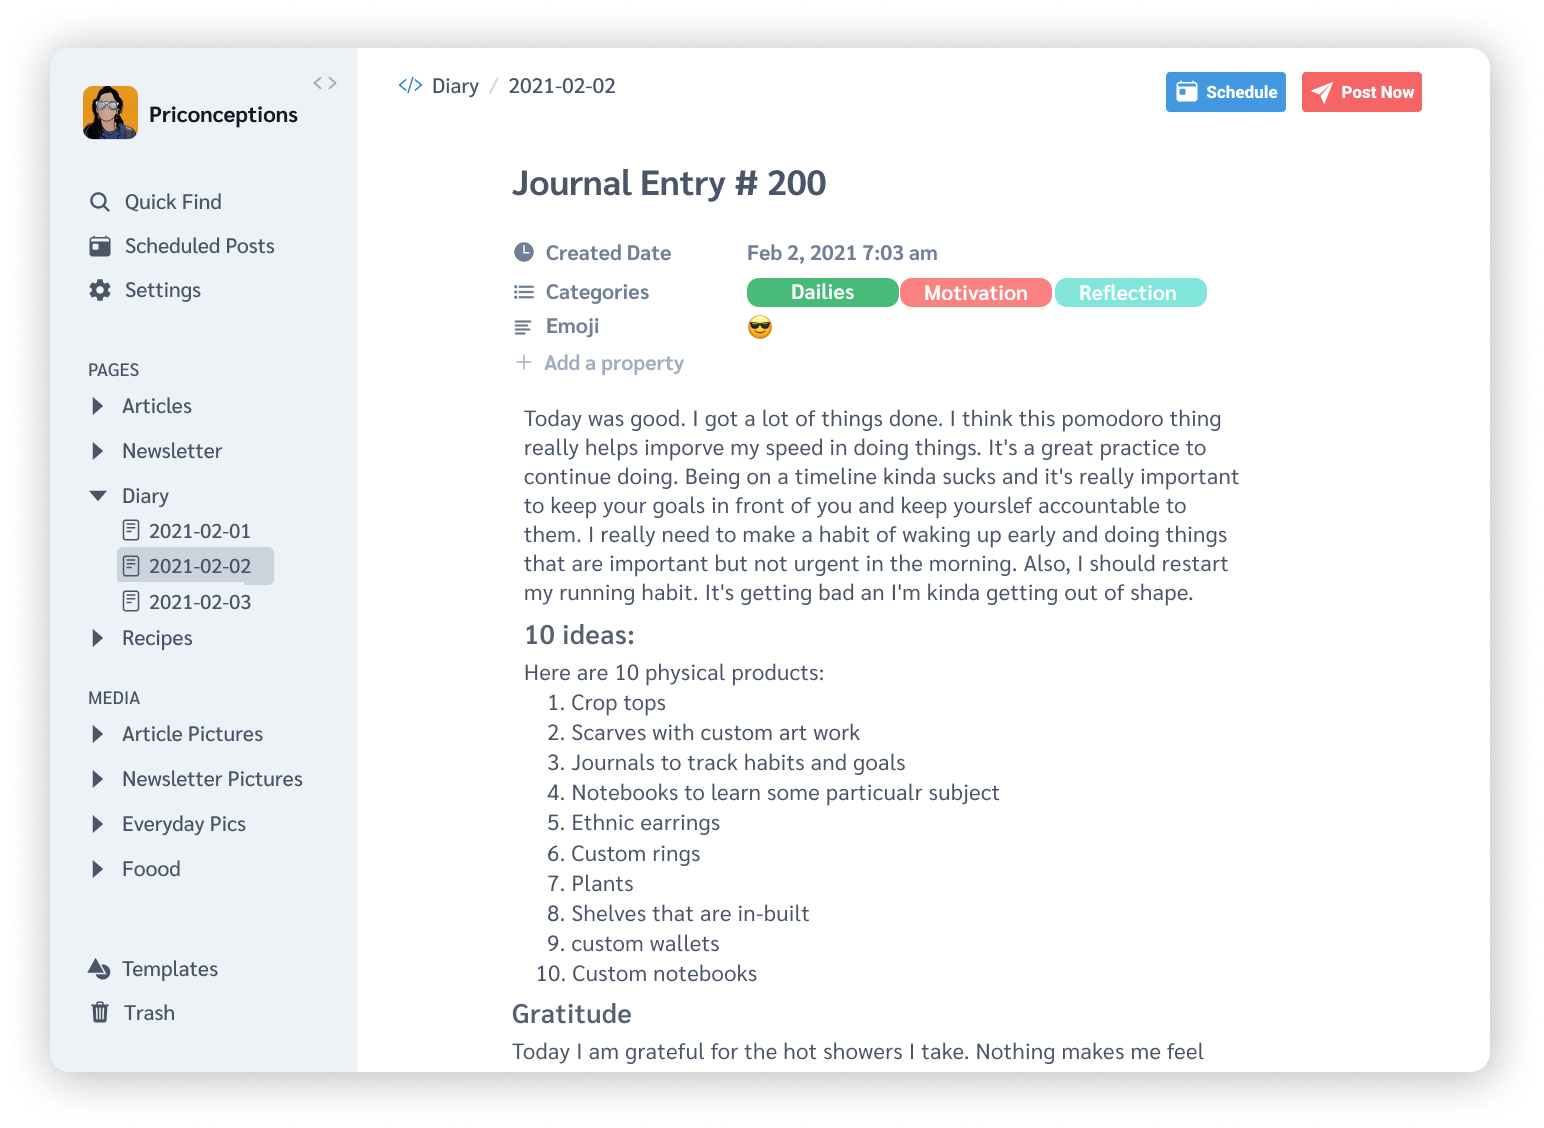 Priconceptions
Quick Find
Scheduled Posts
Settings
PAGES
Articles
Newsletter
Diary
2021-02-01
2021-02-02
2021-02-03
Recipes
MEDIA
Article Pictures
Newsletter Pictures
Everyday Pics
Foood
Templates
Trash
Diary / 2021-02-02
Schedule
Post Now
Journal Entry # 200
Created Date Feb 2, 2021 7:03 am
Categories Dailies Motivation Reflection
Emoji 😎
Add a property
Today was good. I got a lot of things done. I think this pomodoro thing
really helps imporve my speed in doing things. It's a great practice to
continue doing. Being on a timeline kinda sucks and it's really important
to keep your goals in front of you and keep yourslef accountable to
them. I really need to make a habit of waking up early and doing things
that are important but not urgent in the morning. Also, I should restart
my running habit. It's getting bad an I'm kinda getting out of shape.
10 ideas:
Here are 10 physical products:
1. Crop tops
2. Scarves with custom art work
3. Journals to track habits and goals
4. Notebooks to learn some particualr subject
5. Ethnic earrings
6. Custom rings
7. Plants
8. Shelves that are in-built
9. custom wallets
10. Custom notebooks
Gratitude
Today I am grateful for the hot showers I take. Nothing makes me feel